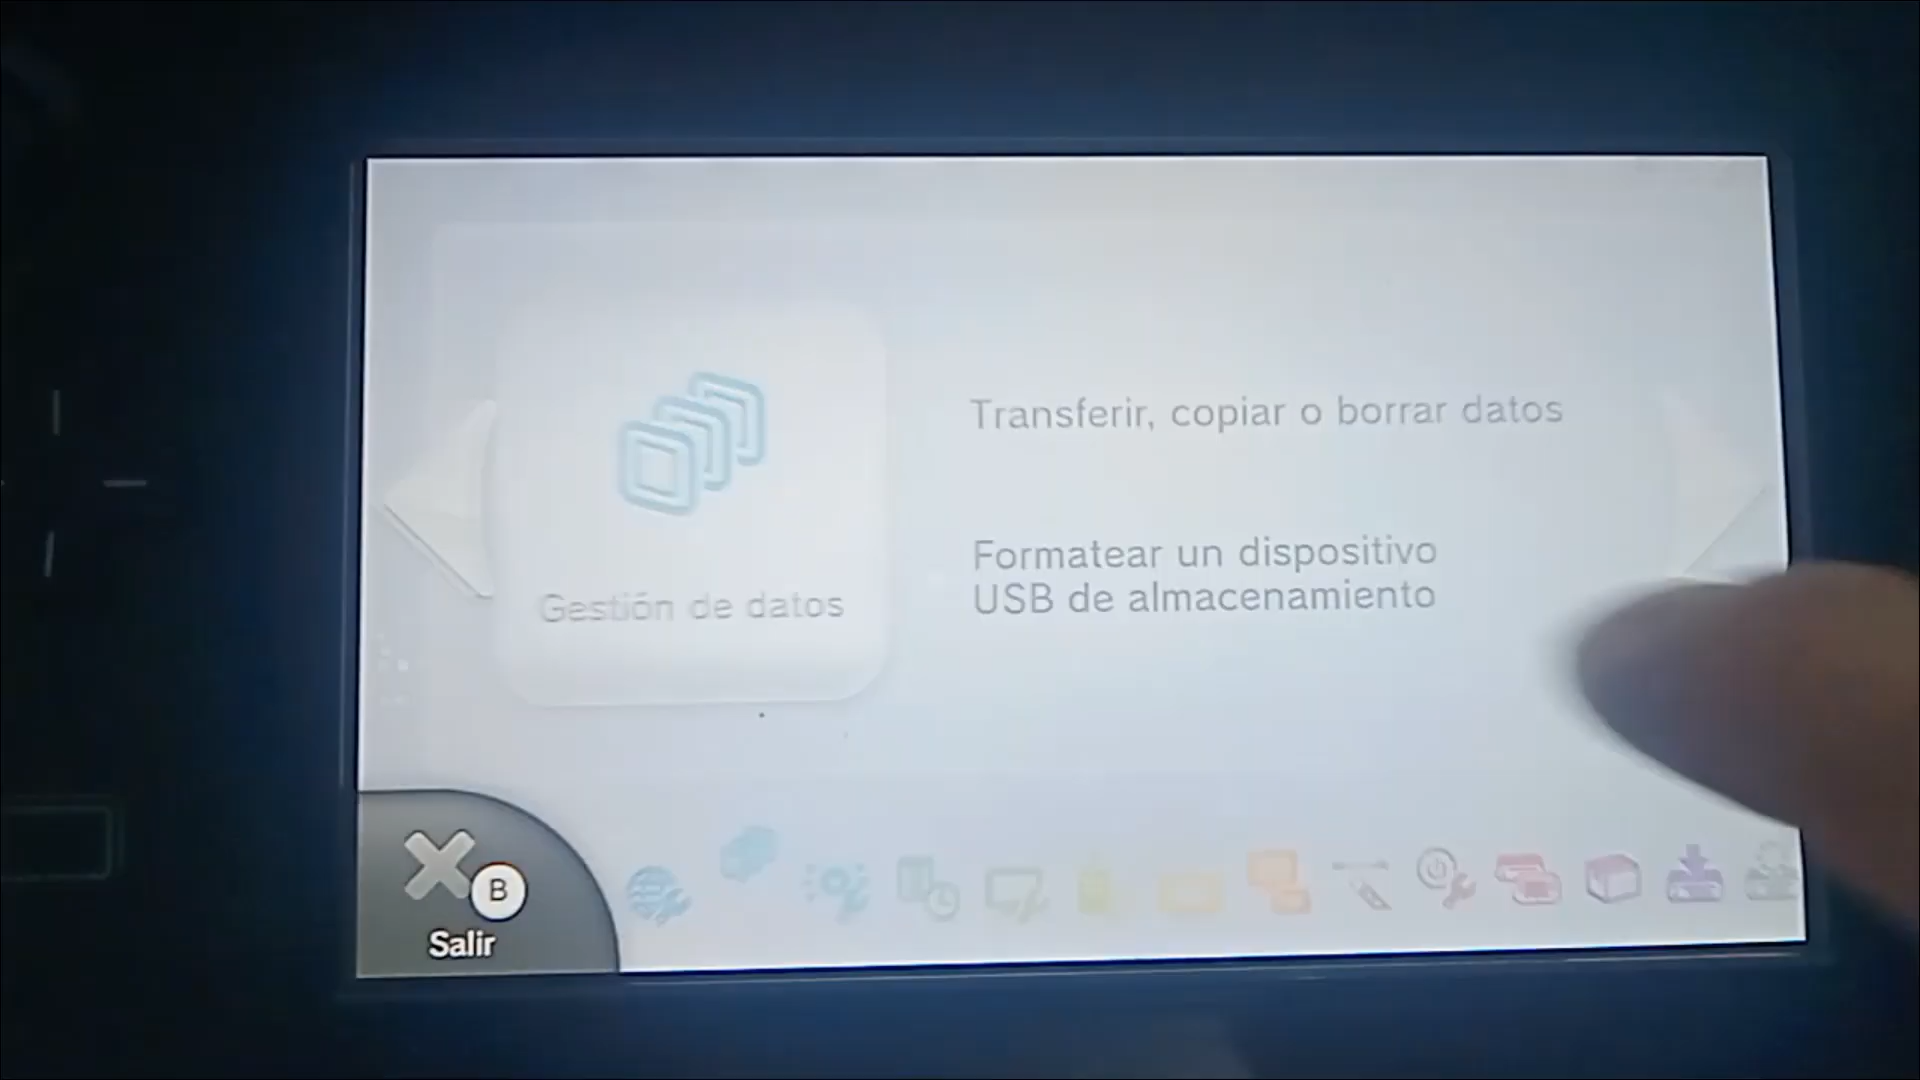 Transferir, copiar o borrar datos
Formatear un dispositivo
USB de almacenamiento
Gestión de datos
B
Salir